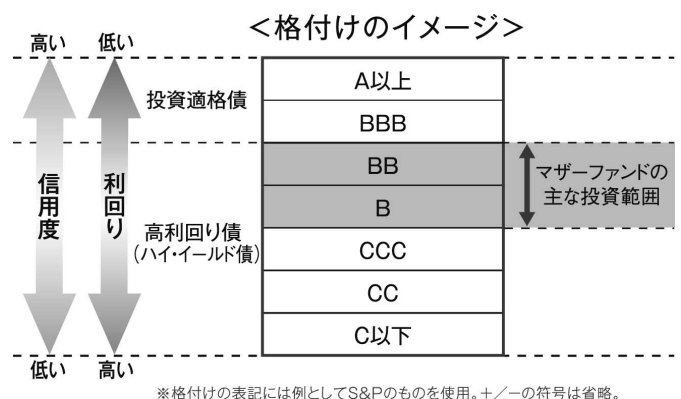 <格付けのイメージ>
高い 低い
投資適格債
A以上
BBB
BB
B
CCC
CC
C以下
マザーファンドの
主な投資範囲
信用度
利回り
高利回り債
(ハイ・イールド債)
低い 高い
※格付けの表記には例としてS&Pのものを使用。+/-の符号は省略。